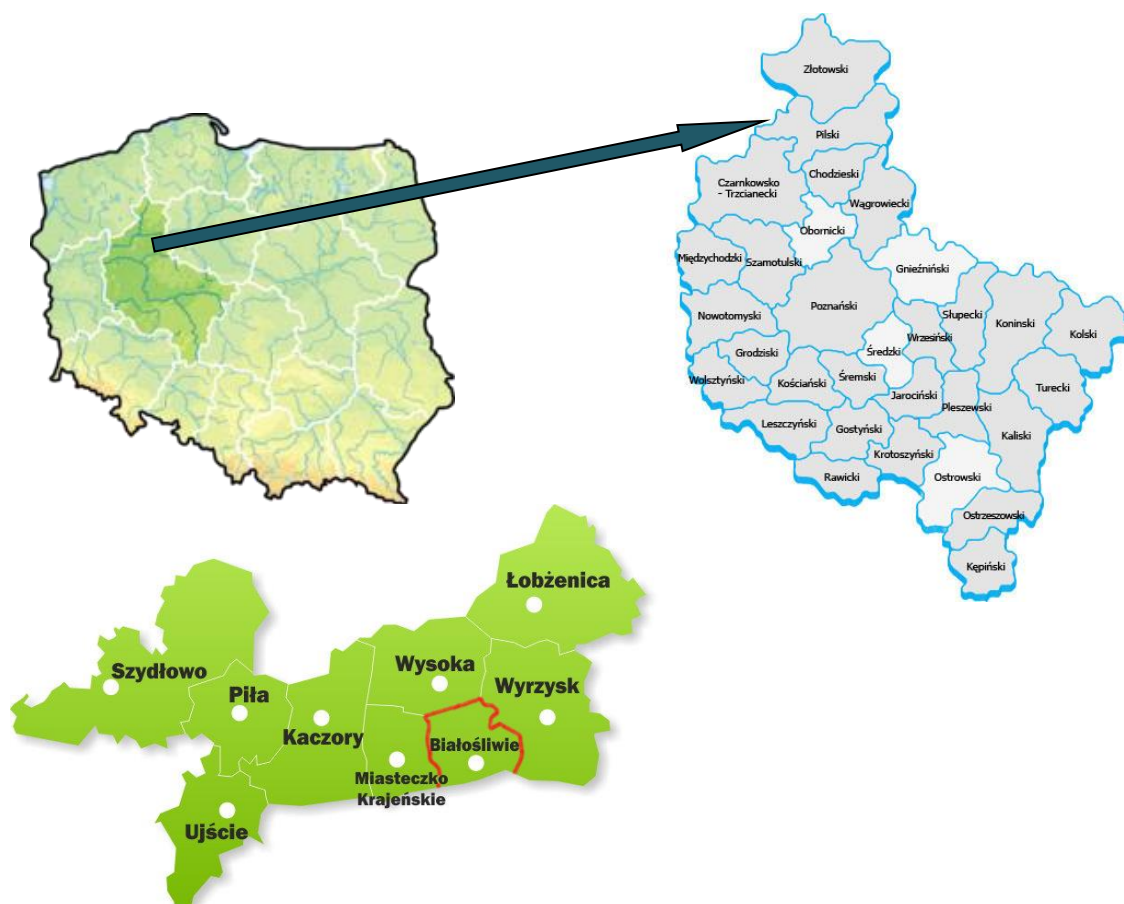 Złotowski
Pilski
Chodzieski
Czarnkowsko
- Trzcianecki
Wągrowiecki
Obornicki
Międzychodzki
Szamotulski
Gnieźniński
Poznański
Nowotomyski
Słupecki
Koninski
Wrzesiński
Kolski
Średzki
Grodziski
Wolsztyński
Kościański
Śremski
Jarociński
Turecki
Pleszewski
Leszczyński
Gostyński
Kaliski
Krotoszyński
Rawicki
Ostrowski
Ostrzeszowski
Kępiński
Łobżenica
Szydłowo
Wysoka
Wyrzysk
Piła
Kaczory
Białośliwie
Miasteczko
Krajeńskie
Ujście